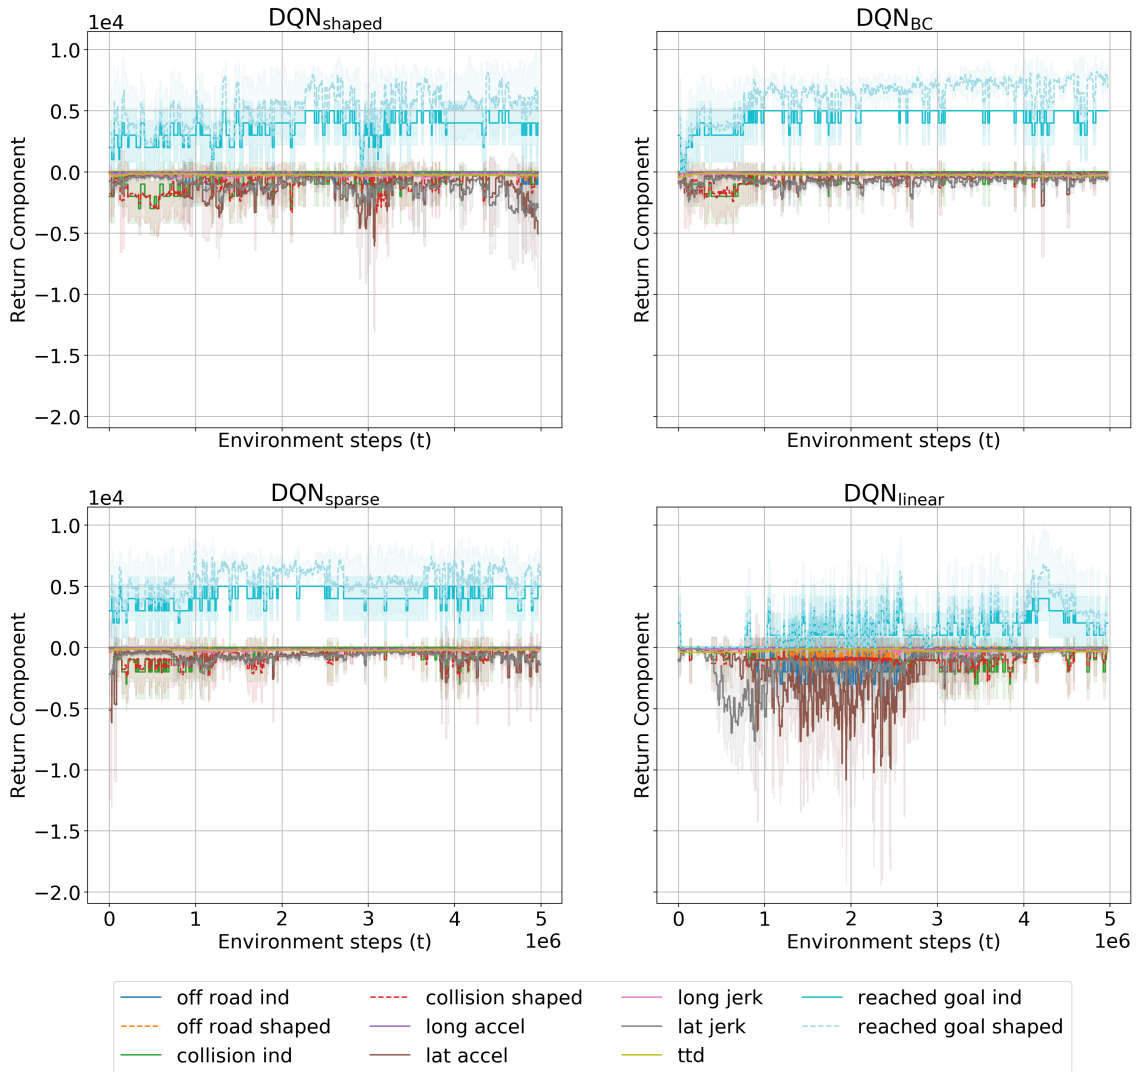 DQN_shaped
DQN_BC
1e4
1.0
0.5
0.0
−0.5
−1.0
−1.5
−2.0
Return Component
Return Component
Environment steps (t)
Environment steps (t)
DQN_sparse
DQN_linear
1e4
1.0
0.5
0.0
−0.5
−1.0
−1.5
−2.0
Return Component
Return Component
0 1 2 3 4 5
0 1 2 3 4 5
Environment steps (t)
1e6
Environment steps (t)
1e6
off road ind
collision shaped
long jerk
reached goal ind
off road shaped
long accel
lat jerk
reached goal shaped
collision ind
lat accel
ttd